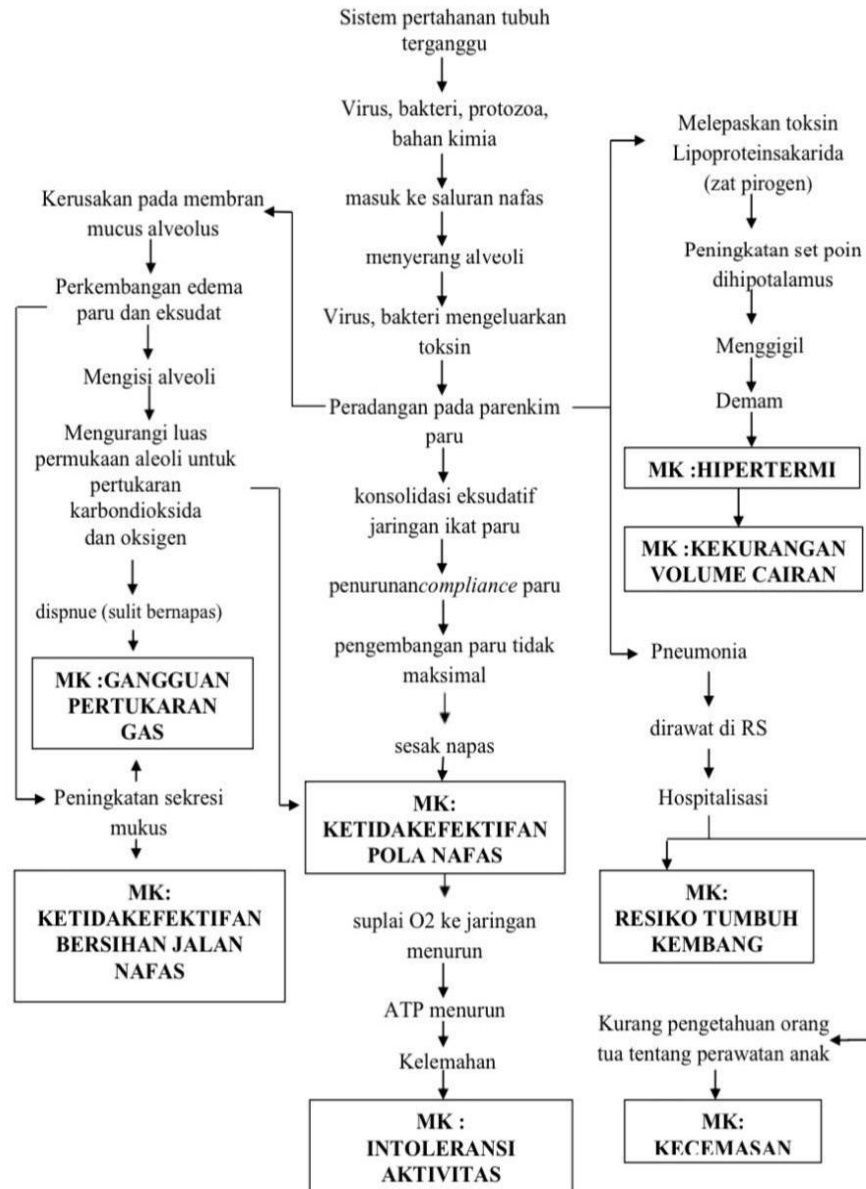 Sistem pertahanan tubuh
terganggu
Virus, bakteri, protozoa,
bahan kimia
masuk ke saluran nafas
menyerang alveoli
Virus, bakteri mengeluarkan
toksin
Peradangan pada parenkim
paru
konsolidasi eksudatif
jaringan ikat paru
penurunancompliance paru
pengembangan paru tidak
maksimal
sesak napas
MK:
KETIDAKEFEKTIFAN
POLA NAFAS
suplai O2 ke jaringan
menurun
ATP menurun
Kelemahan
MK :
INTOLERANSI
AKTIVITAS
Kerusakan pada membran
mucus alveolus
Perkembangan edema
paru dan eksudat
Mengisi alveoli
Mengurangi luas
permukaan aleoli untuk
pertukaran
karbondioksida
dan oksigen
dispnue (sulit bernapas)
MK :GANGGUAN
PERTUKARAN
GAS
Peningkatan sekresi
mukus
MK:
KETIDAKEFEKTIFAN
BERSIHAN JALAN
NAFAS
Melepaskan toksin
Lipoproteinsakarida
(zat pirogen)
Peningkatan set poin
dihipotalamus
Menggigil
Demam
MK :HIPERTERMI
MK :KEKURANGAN
VOLUME CAIRAN
Pneumonia
dirawat di RS
Hospitalisasi
MK:
RESIKO TUMBUH
KEMBANG
Kurang pengetahuan orang
tua tentang perawatan anak
MK:
KECEMASAN